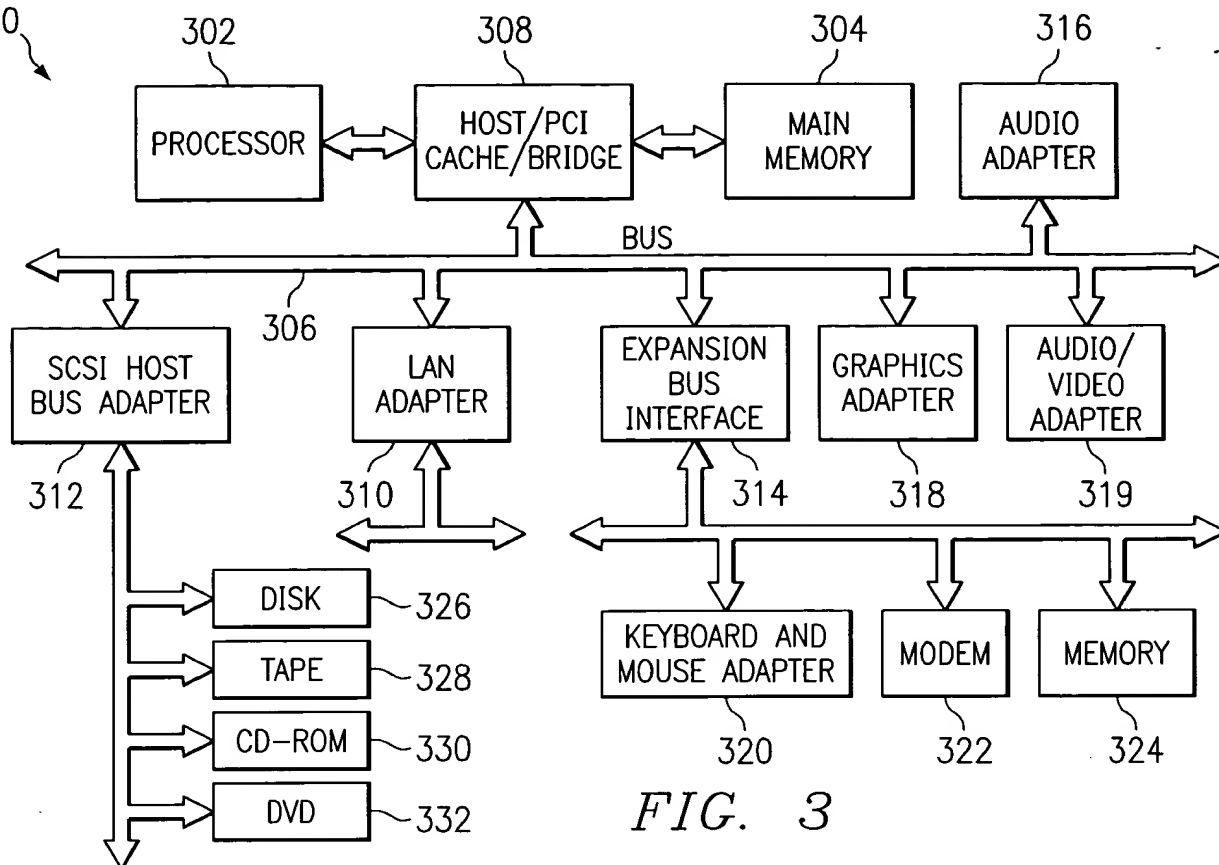 0
302
308
304
316
PROCESSOR
HOST/PCI
CACHE/BRIDGE
MAIN
MEMORY
AUDIO
ADAPTER
BUS
306
SCSI HOST
BUS ADAPTER
LAN
ADAPTER
EXPANSION
BUS
INTERFACE
GRAPHICS
ADAPTER
AUDIO/
VIDEO
ADAPTER
312
310
314
318
319
DISK
326
TAPE
328
CD-ROM
330
DVD
332
KEYBOARD AND
MOUSE ADAPTER
MODEM
MEMORY
320
322
324
FIG. 3